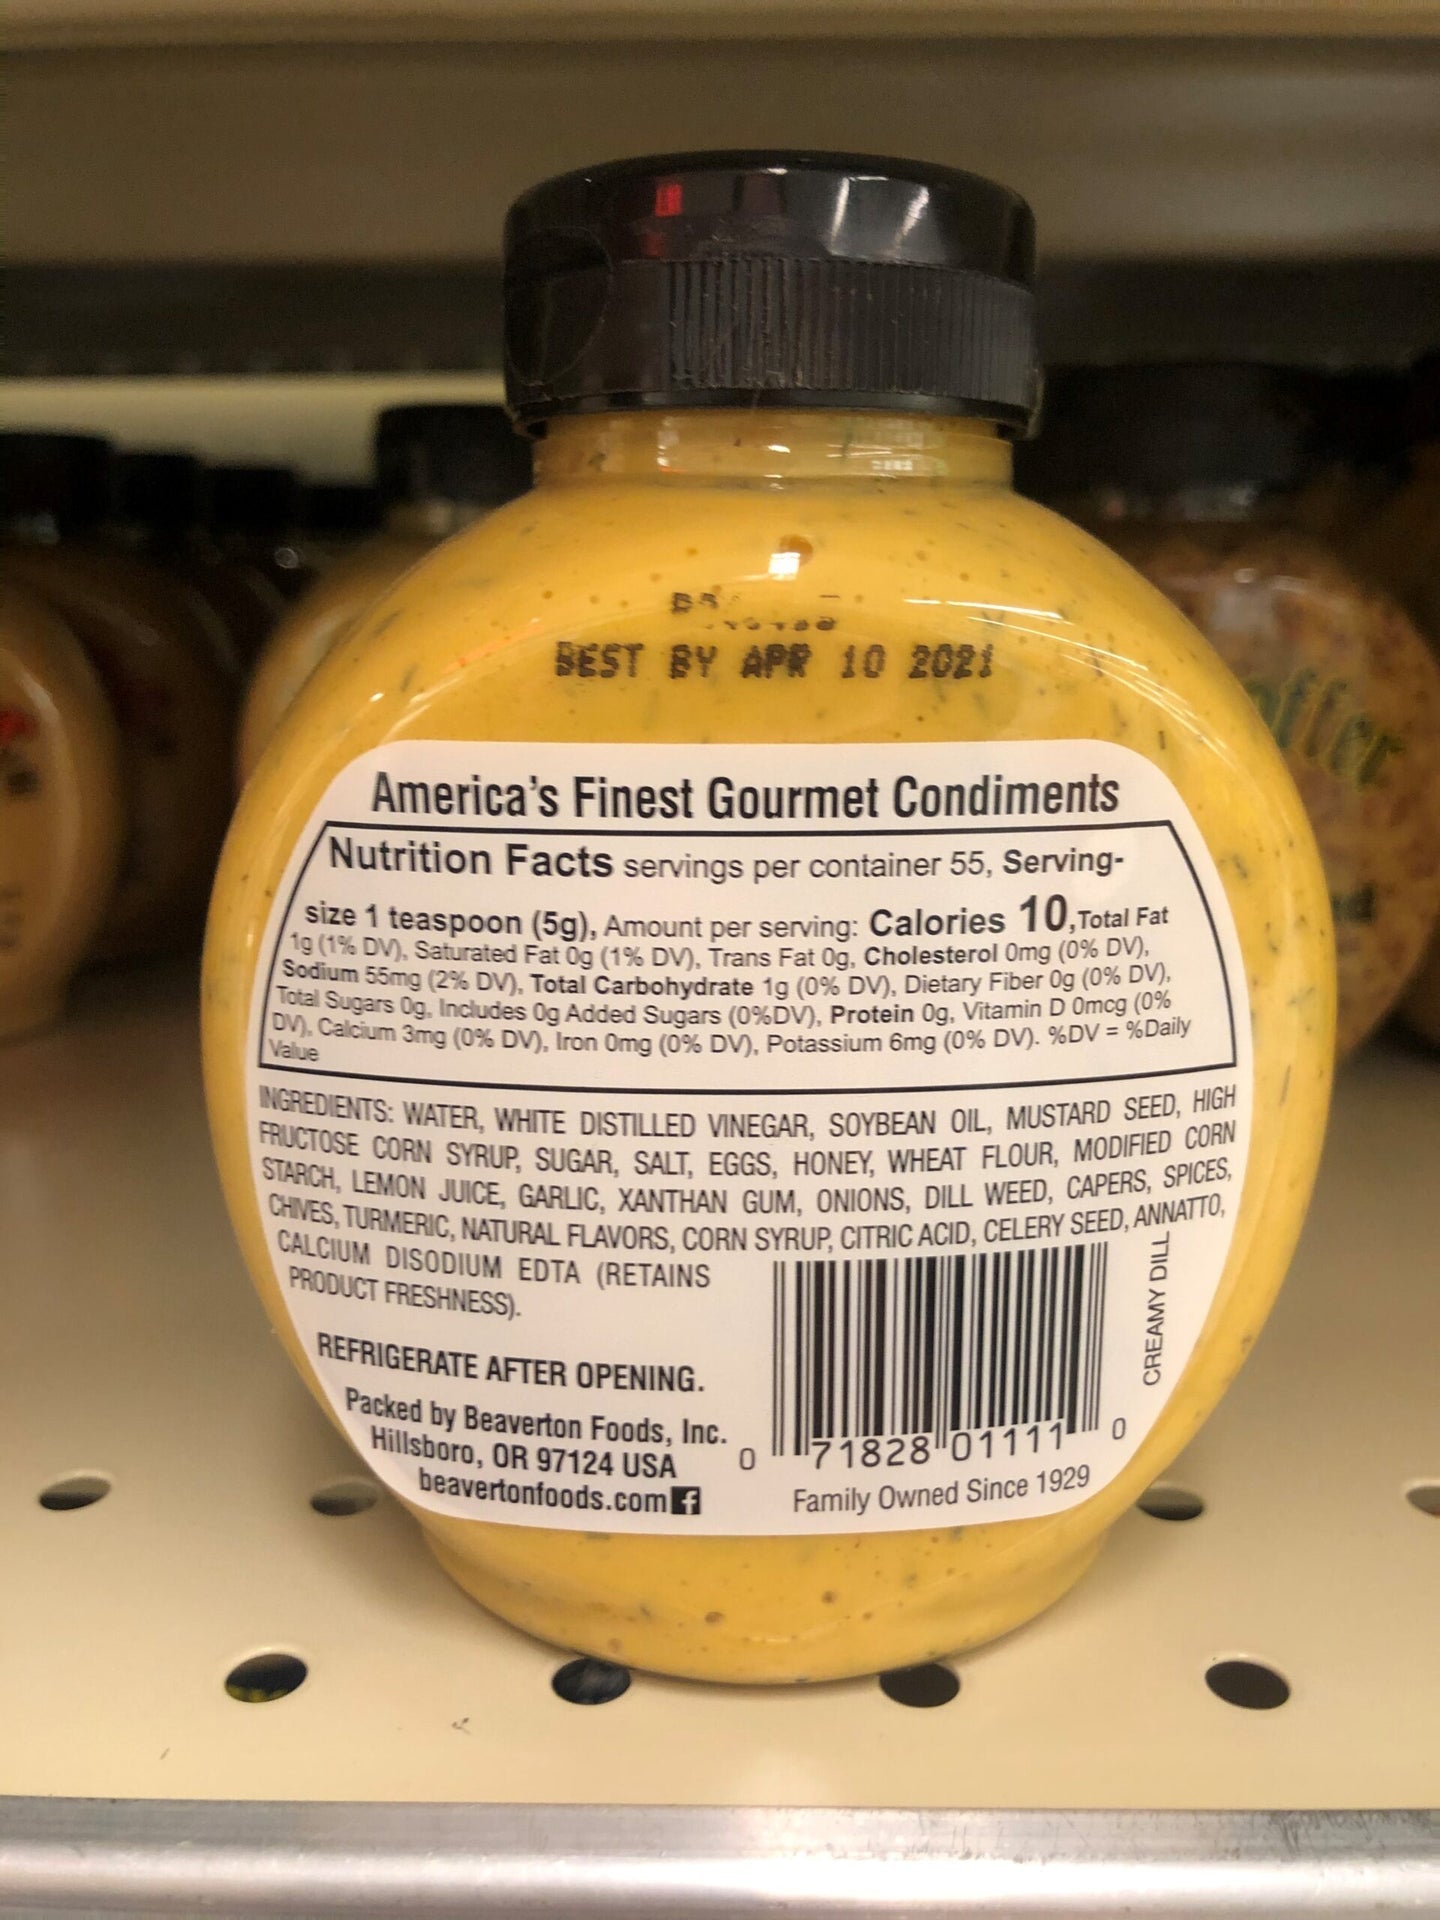 BEST BY APR 10 2021
America's Finest Gourmet Condiments
Nutrition Facts servings per container 55, Serving-
size 1 teaspoon (5g), Amount per serving: Calories 10, Total Fat
1g (1% DV), Saturated Fat 0g (1% DV), Trans Fat 0g, Cholesterol 0mg (0% DV),
Sodium 55mg (2% DV), Total Carbohydrate 1g (0% DV), Dietary Fiber 0g (0% DV),
Total Sugars 0g, Includes 0g Added Sugars (0%DV), Protein 0g, Vitamin D 0mcg (0%
DV), Calcium 3mg (0% DV), Iron 0mg (0% DV), Potassium 6mg (0% DV). %DV = %Daily
Value
INGREDIENTS: WATER, WHITE DISTILLED VINEGAR, SOYBEAN OIL, MUSTARD SEED, HIGH
FRUCTOSE CORN SYRUP, SUGAR, SALT, EGGS, HONEY, WHEAT FLOUR, MODIFIED CORN
STARCH, LEMON JUICE, GARLIC, XANTHAN GUM, ONIONS, DILL WEED, CAPERS, SPICES,
CHIVES, TURMERIC, NATURAL FLAVORS, CORN SYRUP, CITRIC ACID, CELERY SEED, ANNATTO,
CALCIUM DISODIUM EDTA (RETAINS
PRODUCT FRESHNESS).
REFRIGERATE AFTER OPENING.
Packed by Beaverton Foods, Inc.
Hillsboro, OR 97124 USA
beavertonfoods.com f
CREAMY DILL
0 71828 01111 0
Family Owned Since 1929